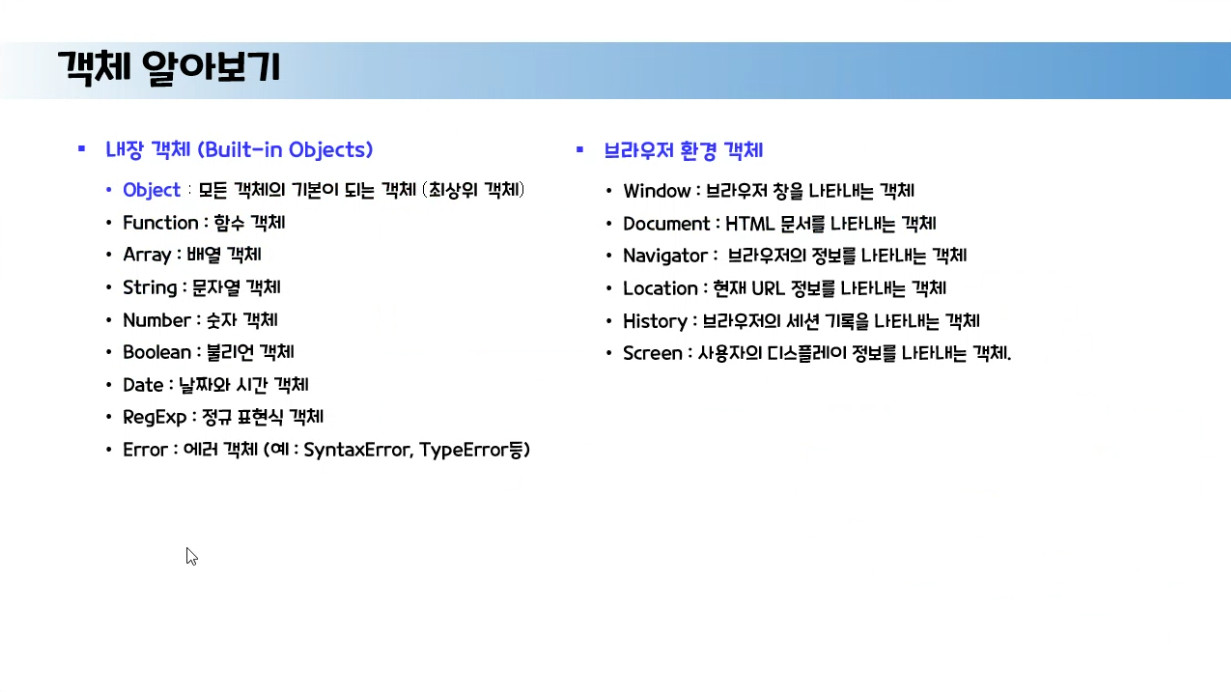 객체 알아보기
▪ 내장 객체 (Built-in Objects)
• Object : 모든 객체의 기본이 되는 객체 (최상위 객체)
• Function : 함수 객체
• Array : 배열 객체
• String : 문자열 객체
• Number : 숫자 객체
• Boolean : 불리언 객체
• Date : 날짜와 시간 객체
• RegExp : 정규 표현식 객체
• Error : 에러 객체 (예 : SyntaxError, TypeError등)
▪ 브라우저 환경 객체
• Window : 브라우저 창을 나타내는 객체
• Document : HTML 문서를 나타내는 객체
• Navigator : 브라우저의 정보를 나타내는 객체
• Location : 현재 URL 정보를 나타내는 객체
• History : 브라우저의 세션 기록을 나타내는 객체
• Screen : 사용자의 디스플레이 정보를 나타내는 객체.